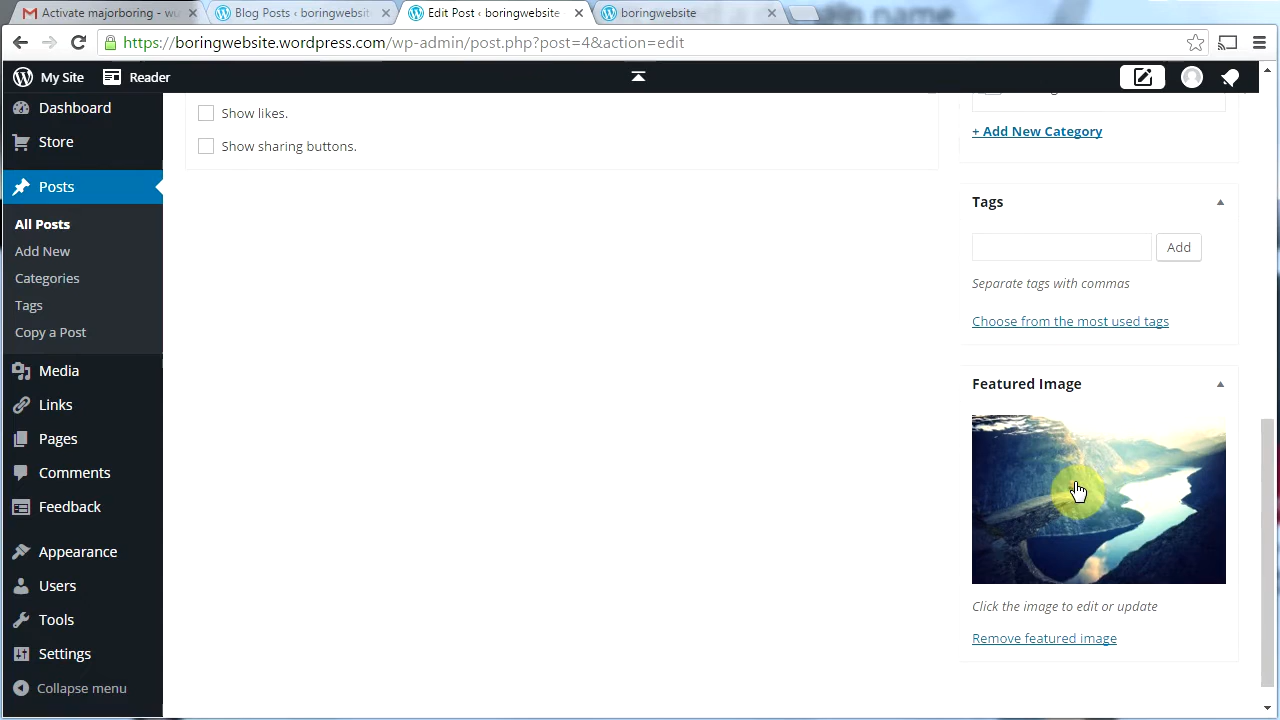 Activate majorboring - wu
Blog Posts ‹ boringwebsit
Edit Post ‹ boringwebsite
boringwebsite
name
https://boringwebsite.wordpress.com/wp-admin/post.php?past=4&action=edit
My Site
Reader
Dashboard
Store
Posts
All Posts
Add New
Categories
Tags
Copy a Post
Media
Links
Pages
Comments
Feedback
Appearance
Users
Tools
Settings
Collapse menu
Show likes.
Show sharing buttons.
+ Add New Category
Tags
Add
Separate tags with commas
Choose from the most used tags
Featured Image
Click the image to edit or update
Remove featured image